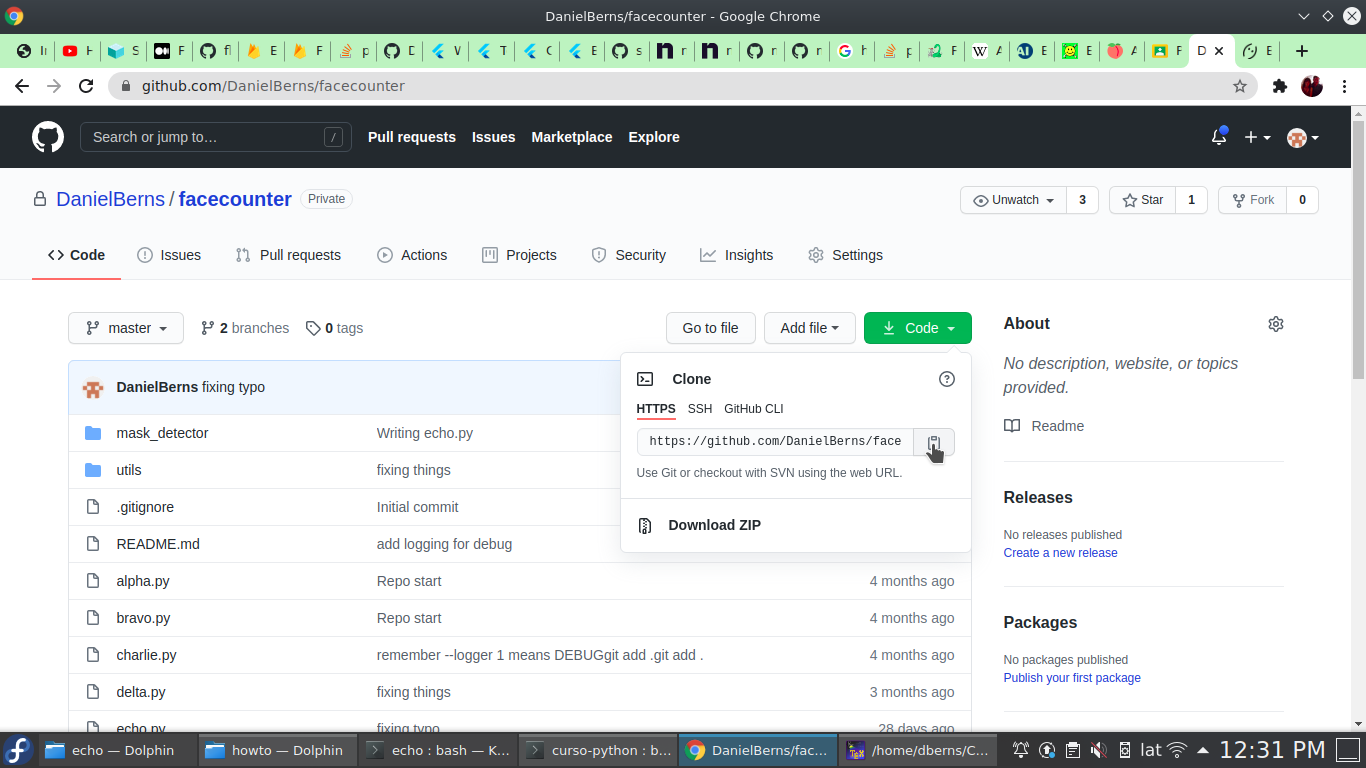 DanielBerns/facecounter - Google Chrome
github.com/DanielBerns/facecounter
Search or jump to…
/
Pull requests
Issues
Marketplace
Explore
DanielBerns / facecounter
Private
Unwatch
3
Star
1
Fork
0
Code
Issues
Pull requests
Actions
Projects
Security
Insights
Settings
master
2 branches
0 tags
Go to file
Add file
Code
Clone
HTTPS
SSH
GitHub CLI
https://github.com/DanielBerns/face
Use Git or checkout with SVN using the web URL.
Download ZIP
DanielBerns fixing typo
mask_detector
Writing echo.py
utils
fixing things
.gitignore
Initial commit
README.md
add logging for debug
alpha.py
Repo start
4 months ago
bravo.py
Repo start
4 months ago
charlie.py
remember --logger 1 means DEBUGgit add .git add .
4 months ago
delta.py
fixing things
3 months ago
echo.py
fixing typo
28 days ago
About
No description, website, or topics
provided.
Readme
Releases
No releases published
Create a new release
Packages
No packages published
Publish your first package
echo — Dolphin
howto — Dolphin
echo : bash — K...
curso-python : b...
DanielBerns/fac...
/home/dberns/C...
lat
12:31 PM